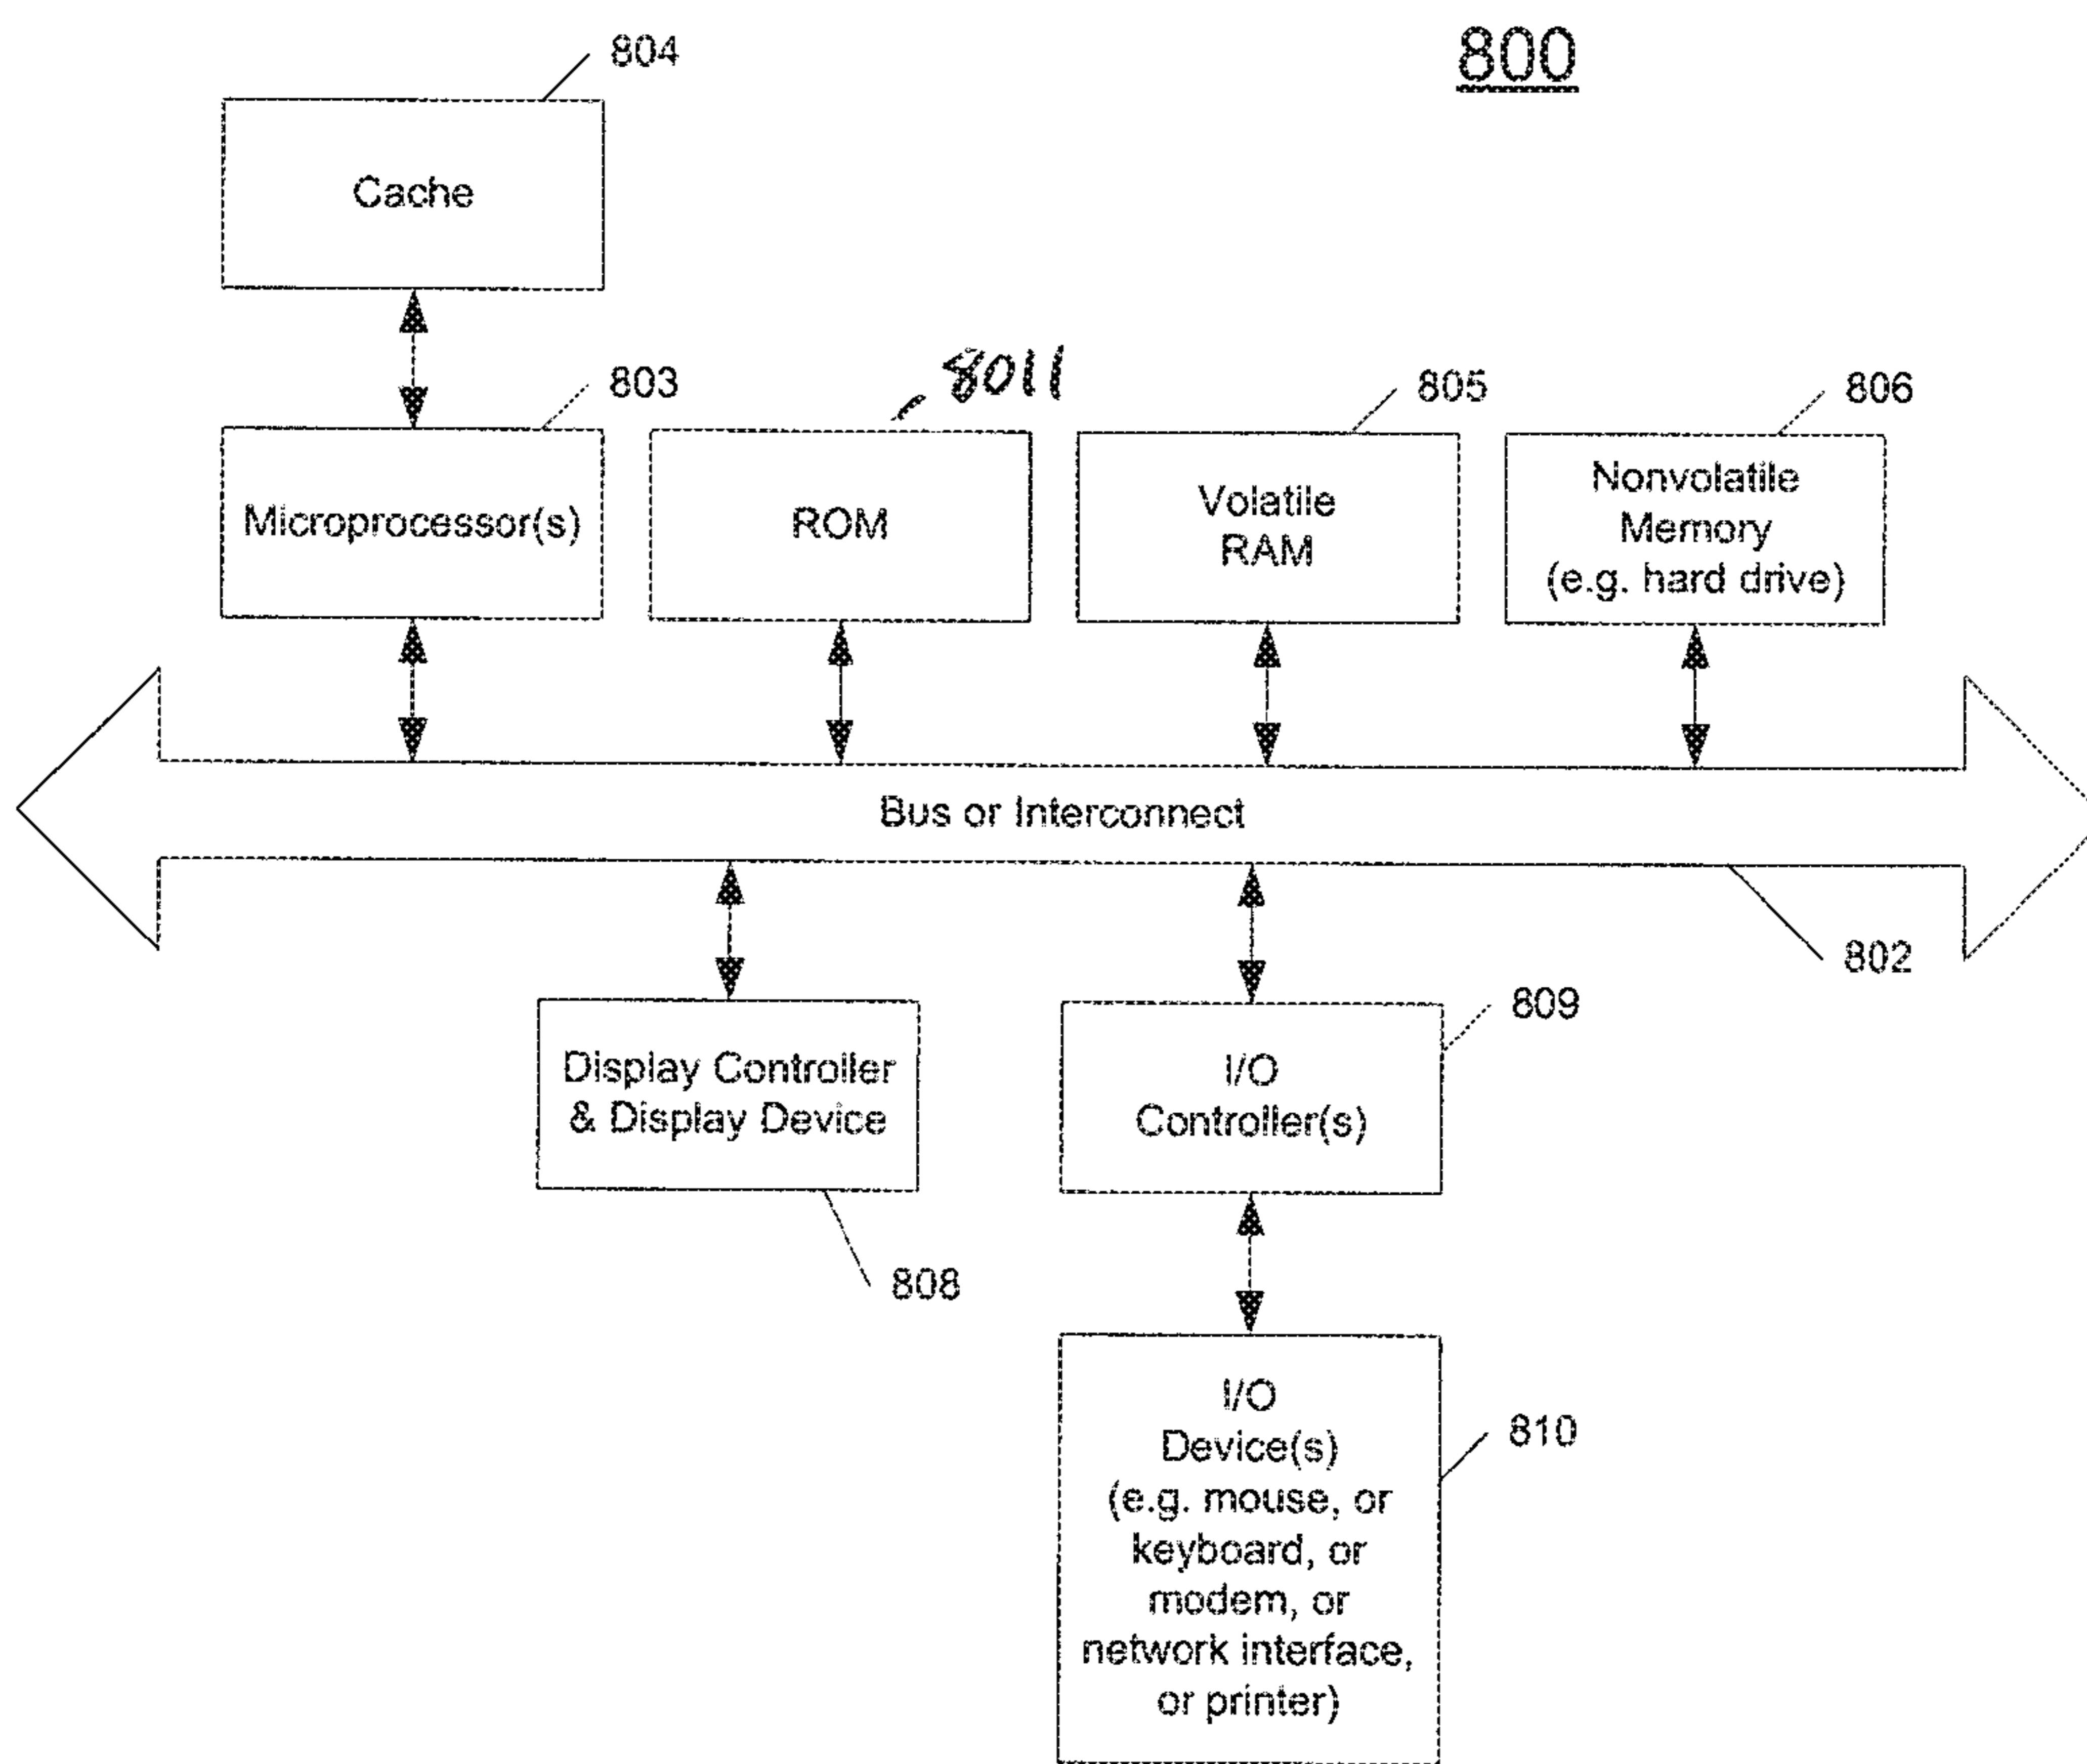 800
804
Cache
803
8011
805
806
Microprocessor(s)
ROM
Volatile
RAM
Nonvolatile
Memory
(e.g. hard drive)
Bus or Interconnect
802
Display Controller
& Display Device
808
809
I/O
Controller(s)
810
I/O
Device(s)
(e.g. mouse, or
keyboard, or
modem, or
network interface,
or printer)